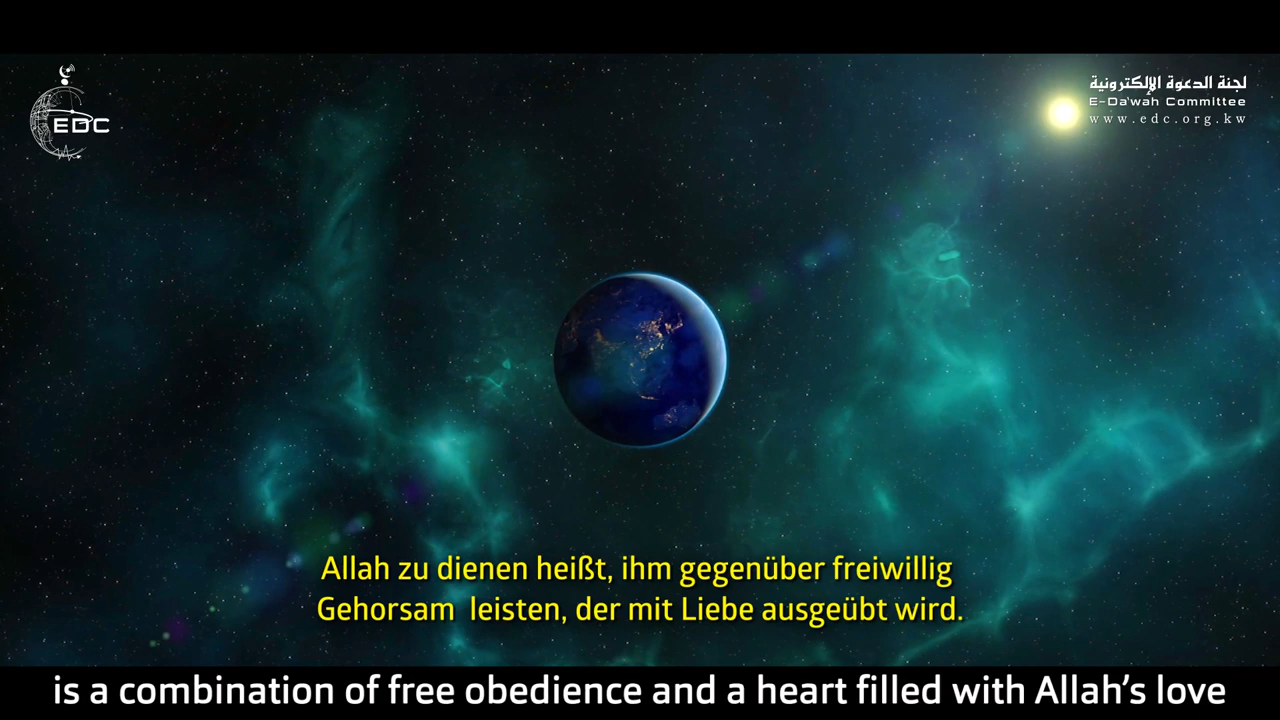 EDC
لجنة الدعوة الإلكترونية
E-Da'wah Committee
www.edc.org.kw
Allah zu dienen heißt, ihm gegenüber freiwillig
Gehorsam  leisten, der mit Liebe ausgeübt wird.
is a combination of free obedience and a heart filled with Allah’s love